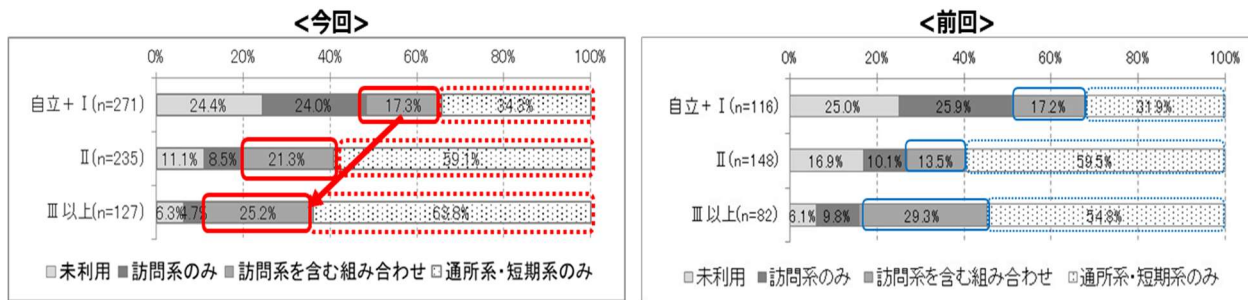 <今回>
0% 20% 40% 60% 80% 100%
自立+Ⅰ(n=271) 24.4% 24.0% 17.3% 34.3%
Ⅱ(n=235) 11.1% 8.5% 21.3% 59.1%
Ⅲ以上(n=127) 6.3% 4.7% 25.2% 63.8%
未利用 訪問系のみ 訪問系を含む組み合わせ 通所系・短期系のみ
<前回>
0% 20% 40% 60% 80% 100%
自立+Ⅰ(n=116) 25.0% 25.9% 17.2% 31.9%
Ⅱ(n=148) 16.9% 10.1% 13.5% 59.5%
Ⅲ以上(n=82) 6.1% 9.8% 29.3% 54.8%
未利用 訪問系のみ 訪問系を含む組み合わせ 通所系・短期系のみ